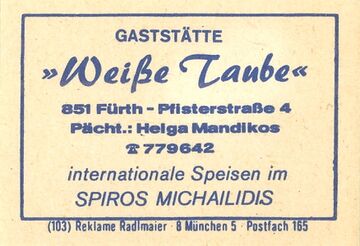 GASTSTÄTTE
»Weiße Taube«
851 Fürth - Pfisterstraße 4
Pächt.: Helga Mandikos
☎ 779642
internationale Speisen im
SPIROS MICHAILIDIS
(103) Reklame Radlmaier · 8 München 5 · Postfach 165